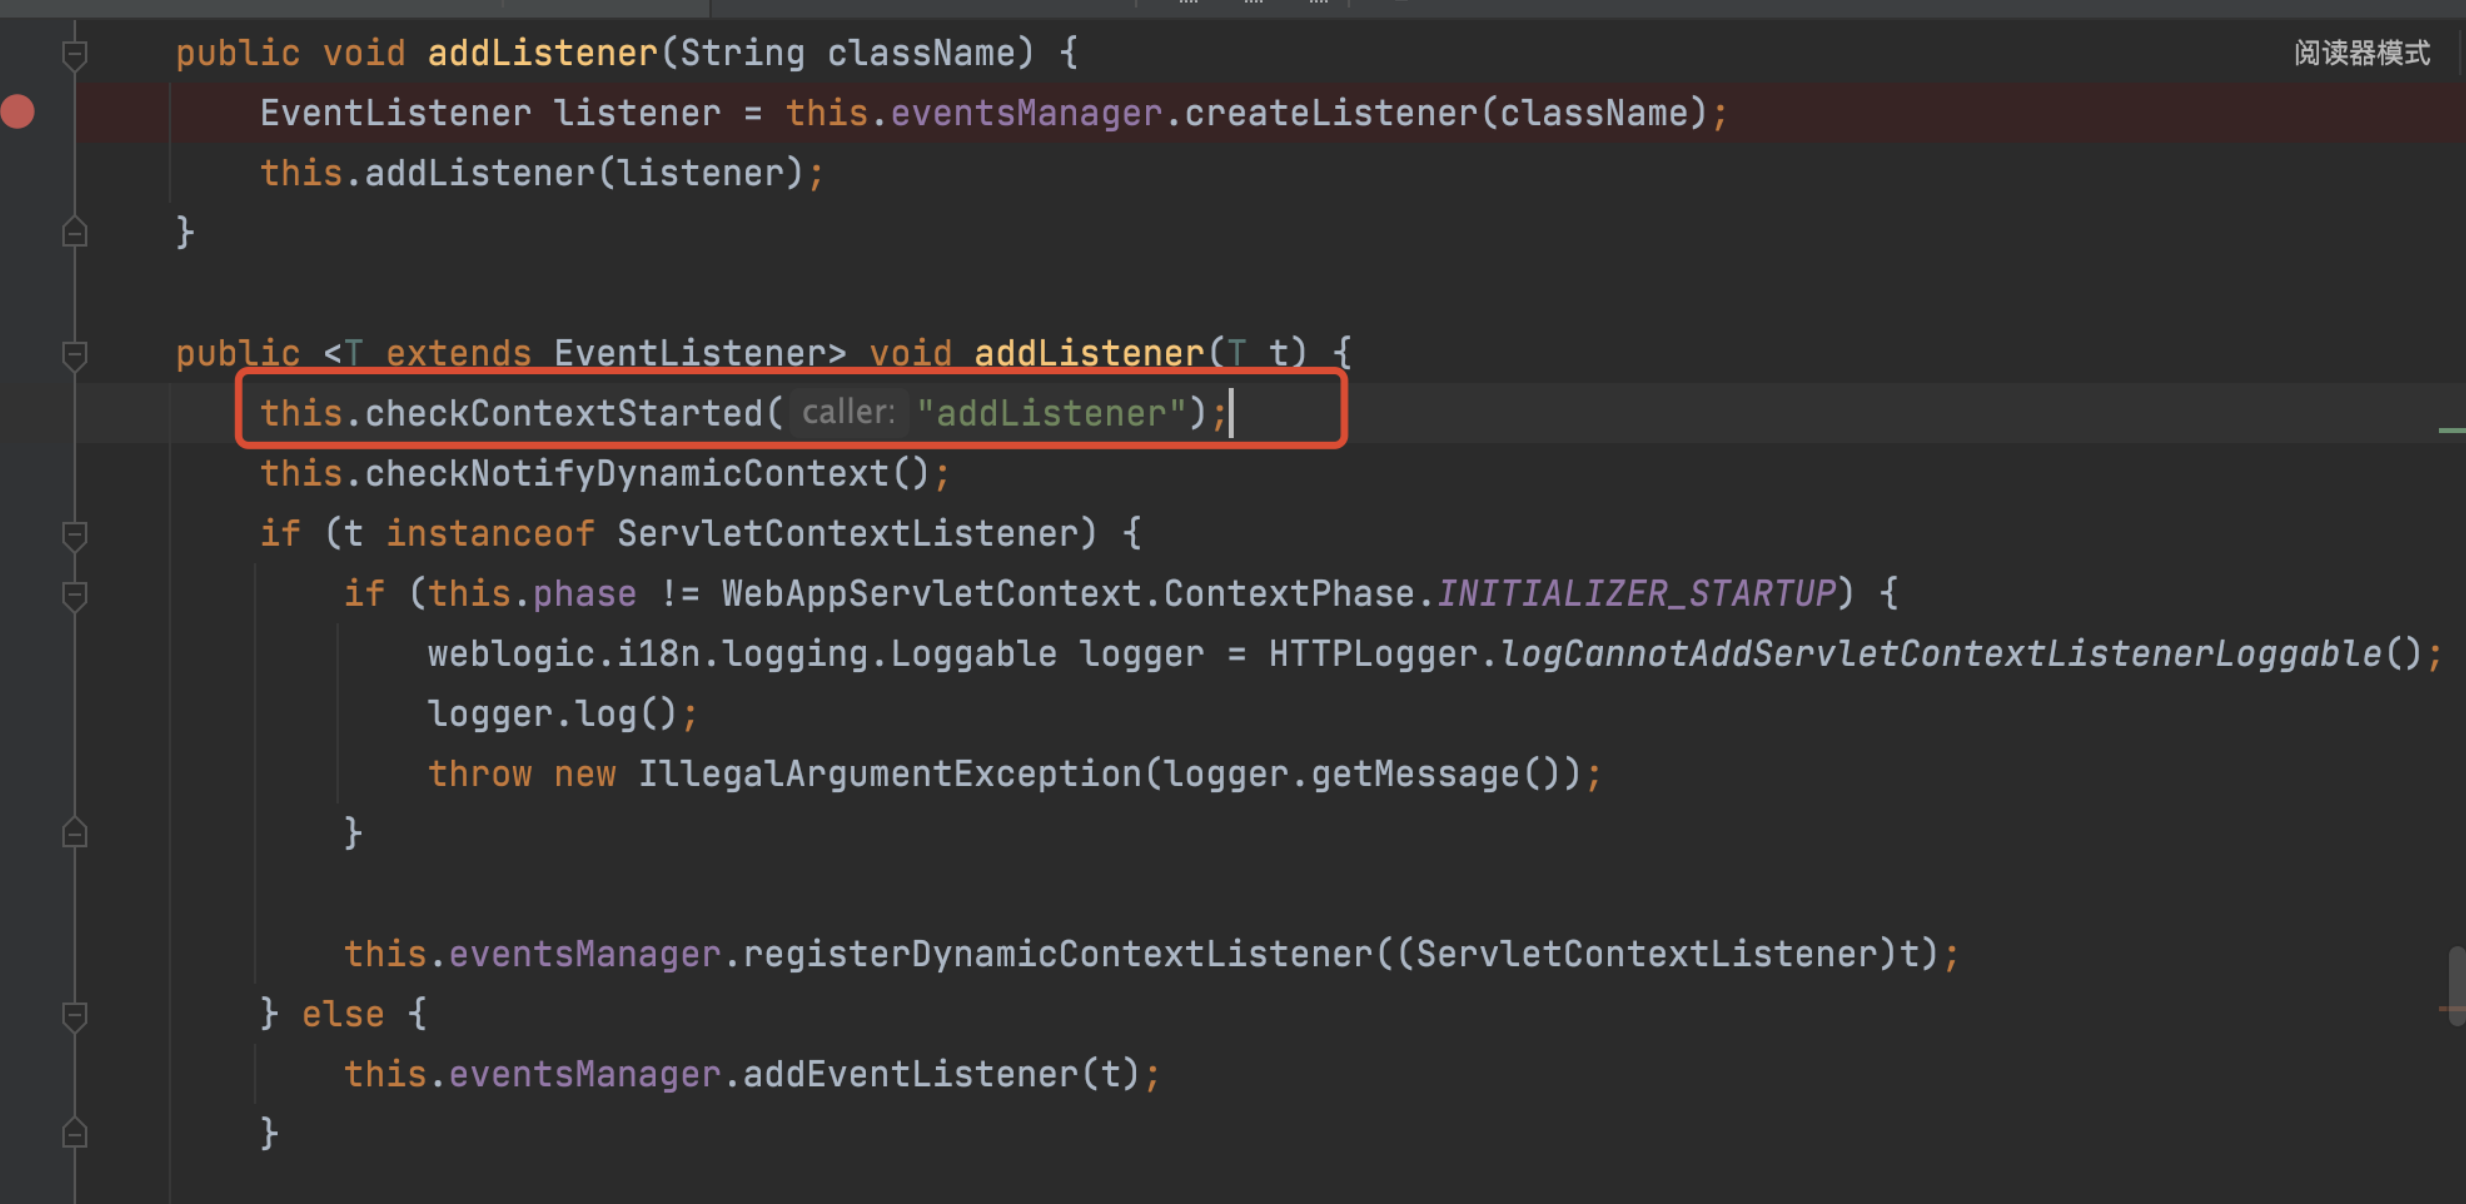 public void addListener(String className) {
阅读器模式
EventListener listener = this.eventsManager.createListener(className);
this.addListener(listener);
}
public <T extends EventListener> void addListener(T t) {
this.checkContextStarted( caller: "addListener");
this.checkNotifyDynamicContext();
if (t instanceof ServletContextListener) {
if (this.phase != WebAppServletContext.ContextPhase.INITIALIZER_STARTUP) {
weblogic.i18n.logging.Loggable logger = HTTPLogger.logCannotAddServletContextListenerLoggable();
logger.log();
throw new IllegalArgumentException(logger.getMessage());
}
this.eventsManager.registerDynamicContextListener((ServletContextListener)t);
} else {
this.eventsManager.addEventListener(t);
}